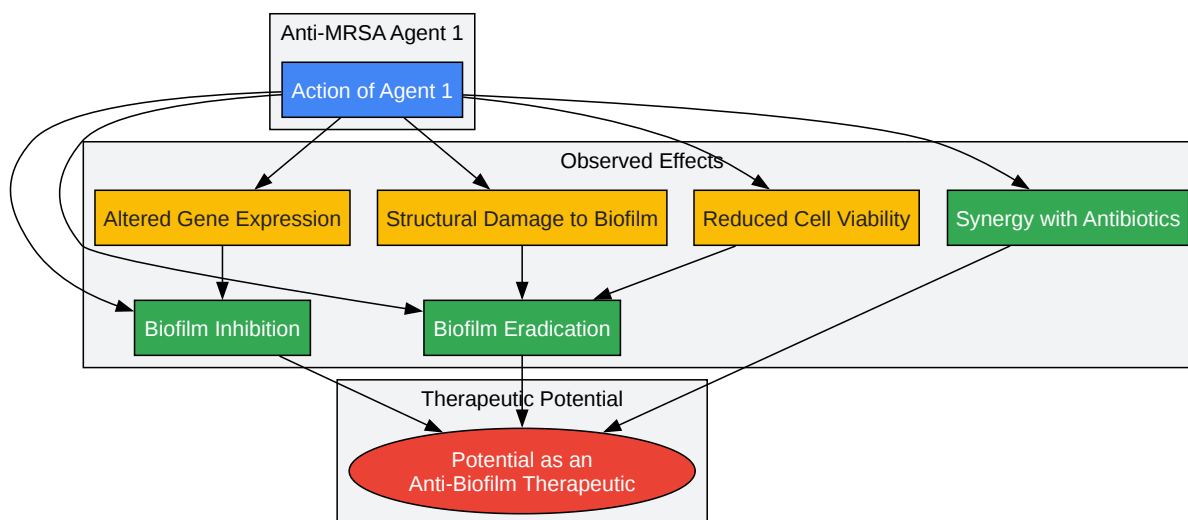 Anti-MRSA Agent 1
Action of Agent 1
Observed Effects
Altered Gene Expression
Structural Damage to Biofilm
Reduced Cell Viability
Synergy with Antibiotics
Biofilm Inhibition
Biofilm Eradication
Therapeutic Potential
Potential as an
Anti-Biofilm Therapeutic